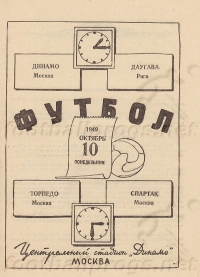 ДИНАМО
Москва
ДАУГАВА
Рига
ФУТБОЛ
1949
ОКТЯБРЬ
10
ПОНЕДЕЛЬНИК
ТОРПЕДО
Москва
СПАРТАК
Москва
Центральный стадион „Динамо"
МОСКВА